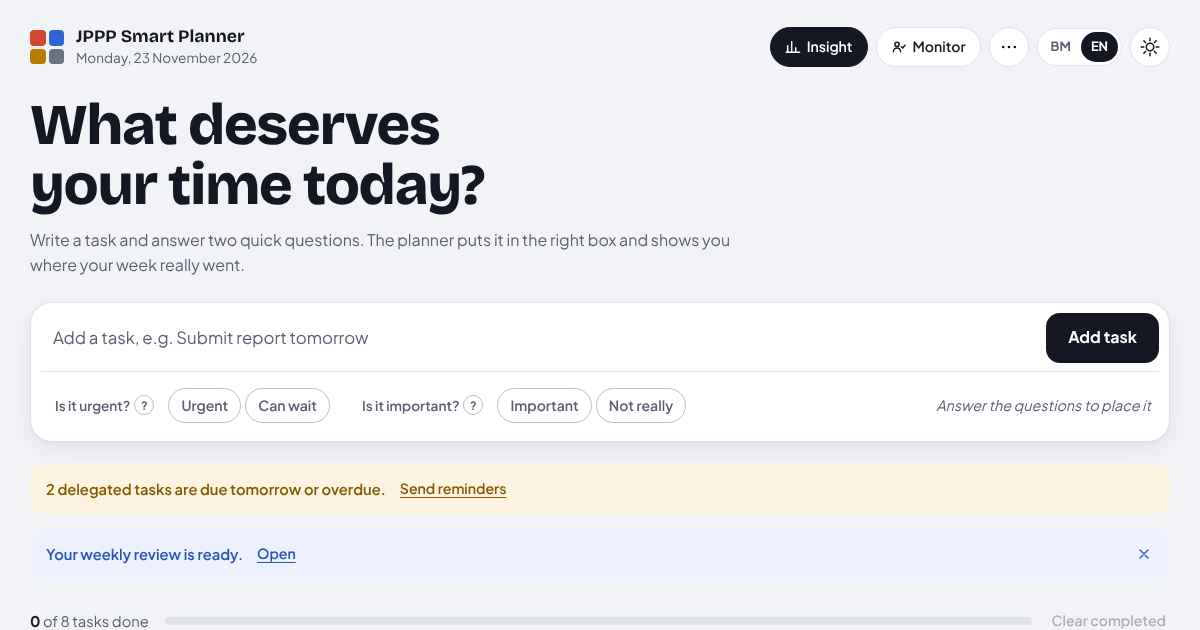 JPPP Smart Planner
Monday, 23 November 2026
Insight
Monitor
BM
EN
What deserves
your time today?
Write a task and answer two quick questions. The planner puts it in the right box and shows you
where your week really went.
Add a task, e.g. Submit report tomorrow
Add task
Is it urgent? ? Urgent Can wait Is it important? ? Important Not really Answer the questions to place it
2 delegated tasks are due tomorrow or overdue. Send reminders
Your weekly review is ready. Open
0 of 8 tasks done Clear completed